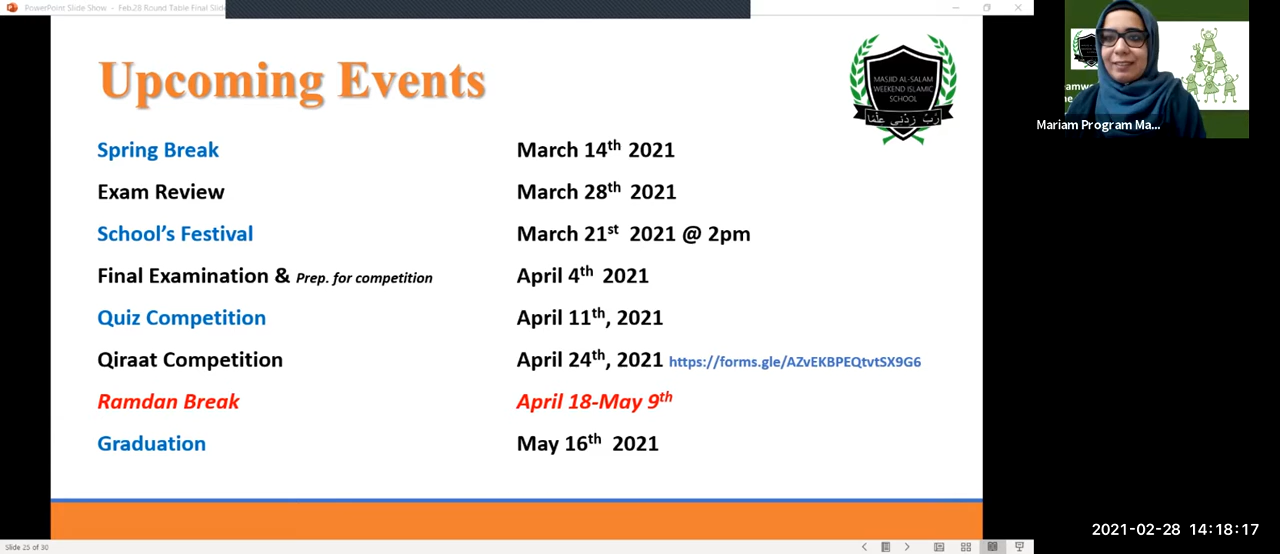 PowerPoint Slide Show - Feb.28 Round Table Final Slid
Upcoming Events
MASJID AL-SALAM
WEEKEND ISLAMIC
SCHOOL
رَّبِّ زِدْنِي عِلْمًا
Spring Break March 14th 2021
Exam Review March 28th 2021
School's Festival March 21st 2021 @ 2pm
Final Examination & Prep. for competition April 4th 2021
Quiz Competition April 11th, 2021
Qiraat Competition April 24th, 2021 https://forms.gle/AZvEKBPEQtvtSX9G6
Ramdan Break April 18-May 9th
Graduation May 16th 2021
Mariam Program Ma...
2021-02-28 14:18:17
Slide 25 of 30